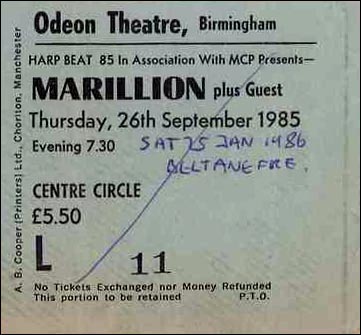 Odeon Theatre, Birmingham
HARP BEAT 85 In Association With MCP Presents—
MARILLION plus Guest
Thursday, 26th September 1985
Evening 7.30 SAT 25 JAN 1986
BELTANEFRE.
CENTRE CIRCLE
£5.50
L 11
No Tickets Exchanged nor Money Refunded
This portion to be retained P.T.O.
A. B. Cooper (Printers) Ltd., Chorlton, Manchester